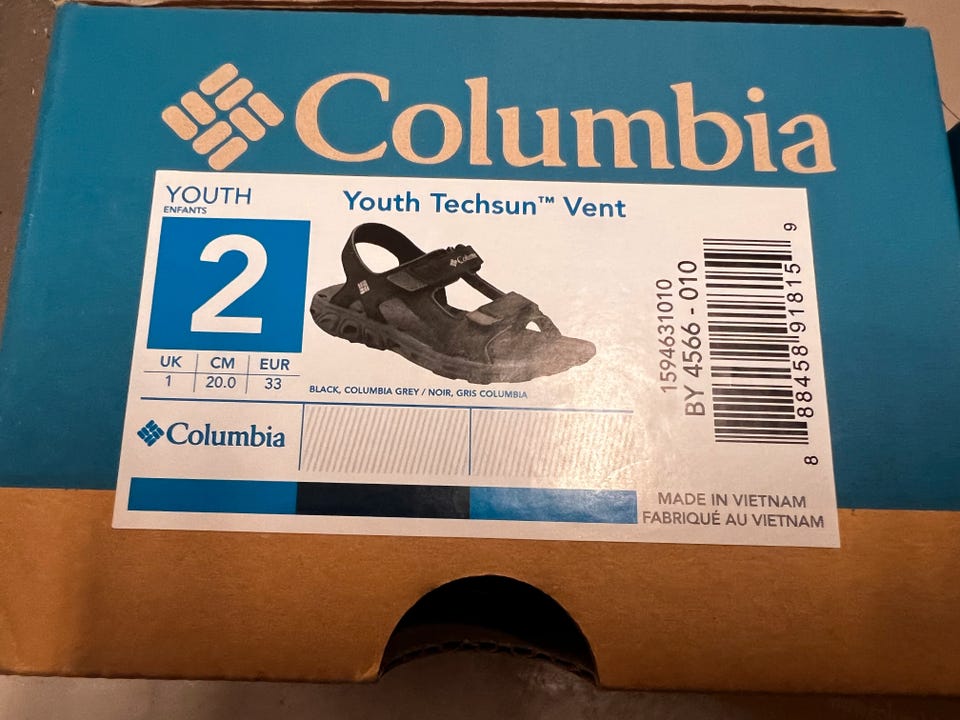 Columbia
YOUTH
ENFANTS
2
UK CM EUR
1 20.0 33
Youth Techsun™ Vent
Columbia
BLACK, COLUMBIA GREY / NOIR, GRIS COLUMBIA
1594631010
BY 4566 - 010
8 88458 91815 9
Columbia
MADE IN VIETNAM
FABRIQUÉ AU VIETNAM